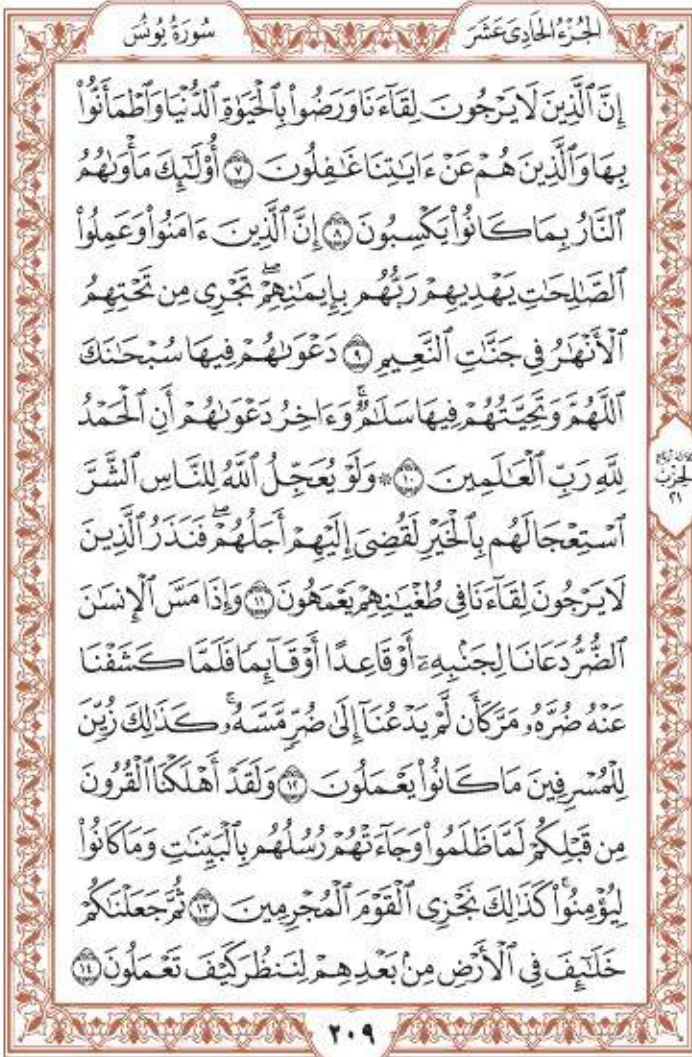 سُورَةُ يُونُسَ
الجُزْءُ الحَادِي عَشَرَ
إِنَّ ٱلَّذِينَ لَا يَرْجُونَ لِقَآءَنَا وَرَضُوا۟ بِٱلْحَيَوٰةِ ٱلدُّنْيَا وَٱطْمَأَنُّوا۟
بِهَا وَٱلَّذِينَ هُمْ عَنْ ءَايَٰتِنَا غَٰفِلُونَ ٧ أُو۟لَٰٓئِكَ مَأْوَىٰهُمُ
ٱلنَّارُ بِمَا كَانُوا۟ يَكْسِبُونَ ٨ إِنَّ ٱلَّذِينَ ءَامَنُوا۟ وَعَمِلُوا۟
ٱلصَّٰلِحَٰتِ يَهْدِيهِمْ رَبُّهُم بِإِيمَٰنِهِمْ ۖ تَجْرِى مِن تَحْتِهِمُ
ٱلْأَنْهَٰرُ فِى جَنَّٰتِ ٱلنَّعِيمِ ٩ دَعْوَىٰهُمْ فِيهَا سُبْحَٰنَكَ
ٱللَّهُمَّ وَتَحِيَّتُهُمْ فِيهَا سَلَٰمٌ ۚ وَءَاخِرُ دَعْوَىٰهُمْ أَنِ ٱلْحَمْدُ
لِلَّهِ رَبِّ ٱلْعَٰلَمِينَ ١٠ ۞ وَلَوْ يُعَجِّلُ ٱللَّهُ لِلنَّاسِ ٱلشَّرَّ
ٱسْتِعْجَالَهُم بِٱلْخَيْرِ لَقُضِىَ إِلَيْهِمْ أَجَلُهُمْ ۖ فَنَذَرُ ٱلَّذِينَ
لَا يَرْجُونَ لِقَآءَنَا فِى طُغْيَٰنِهِمْ يَعْمَهُونَ ١١ وَإِذَا مَسَّ ٱلْإِنسَٰنَ
ٱلضُّرُّ دَعَانَا لِجَنۢبِهِۦٓ أَوْ قَاعِدًا أَوْ قَآئِمًا فَلَمَّا كَشَفْنَا
عَنْهُ ضُرَّهُۥ مَرَّ كَأَن لَّمْ يَدْعُنَآ إِلَىٰ ضُرٍّ مَّسَّهُۥ ۚ كَذَٰلِكَ زُيِّنَ
لِلْمُسْرِفِينَ مَا كَانُوا۟ يَعْمَلُونَ ١٢ وَلَقَدْ أَهْلَكْنَا ٱلْقُرُونَ
مِن قَبْلِكُمْ لَمَّا ظَلَمُوا۟ وَجَآءَتْهُمْ رُسُلُهُم بِٱلْبَيِّنَٰتِ وَمَا كَانُوا۟
لِيُؤْمِنُوا۟ ۚ كَذَٰلِكَ نَجْزِى ٱلْقَوْمَ ٱلْمُجْرِمِينَ ١٣ ثُمَّ جَعَلْنَٰكُمْ
خَلَٰٓئِفَ فِى ٱلْأَرْضِ مِنۢ بَعْدِهِمْ لِنَنظُرَ كَيْفَ تَعْمَلُونَ ١٤
الحِزْبِ
٢١
٢٠٩